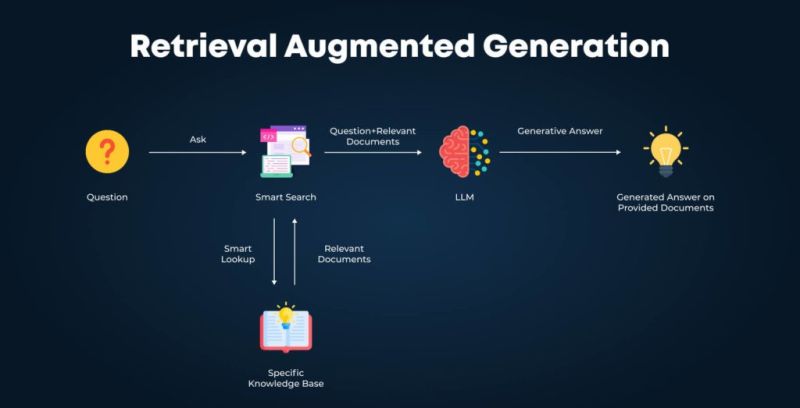 Retrieval Augmented Generation
Ask
Question+Relevant
Documents
Generative Answer
Question
Smart Search
LLM
Generated Answer on
Provided Documents
Smart
Lookup
Relevant
Documents
Specific
Knowledge Base